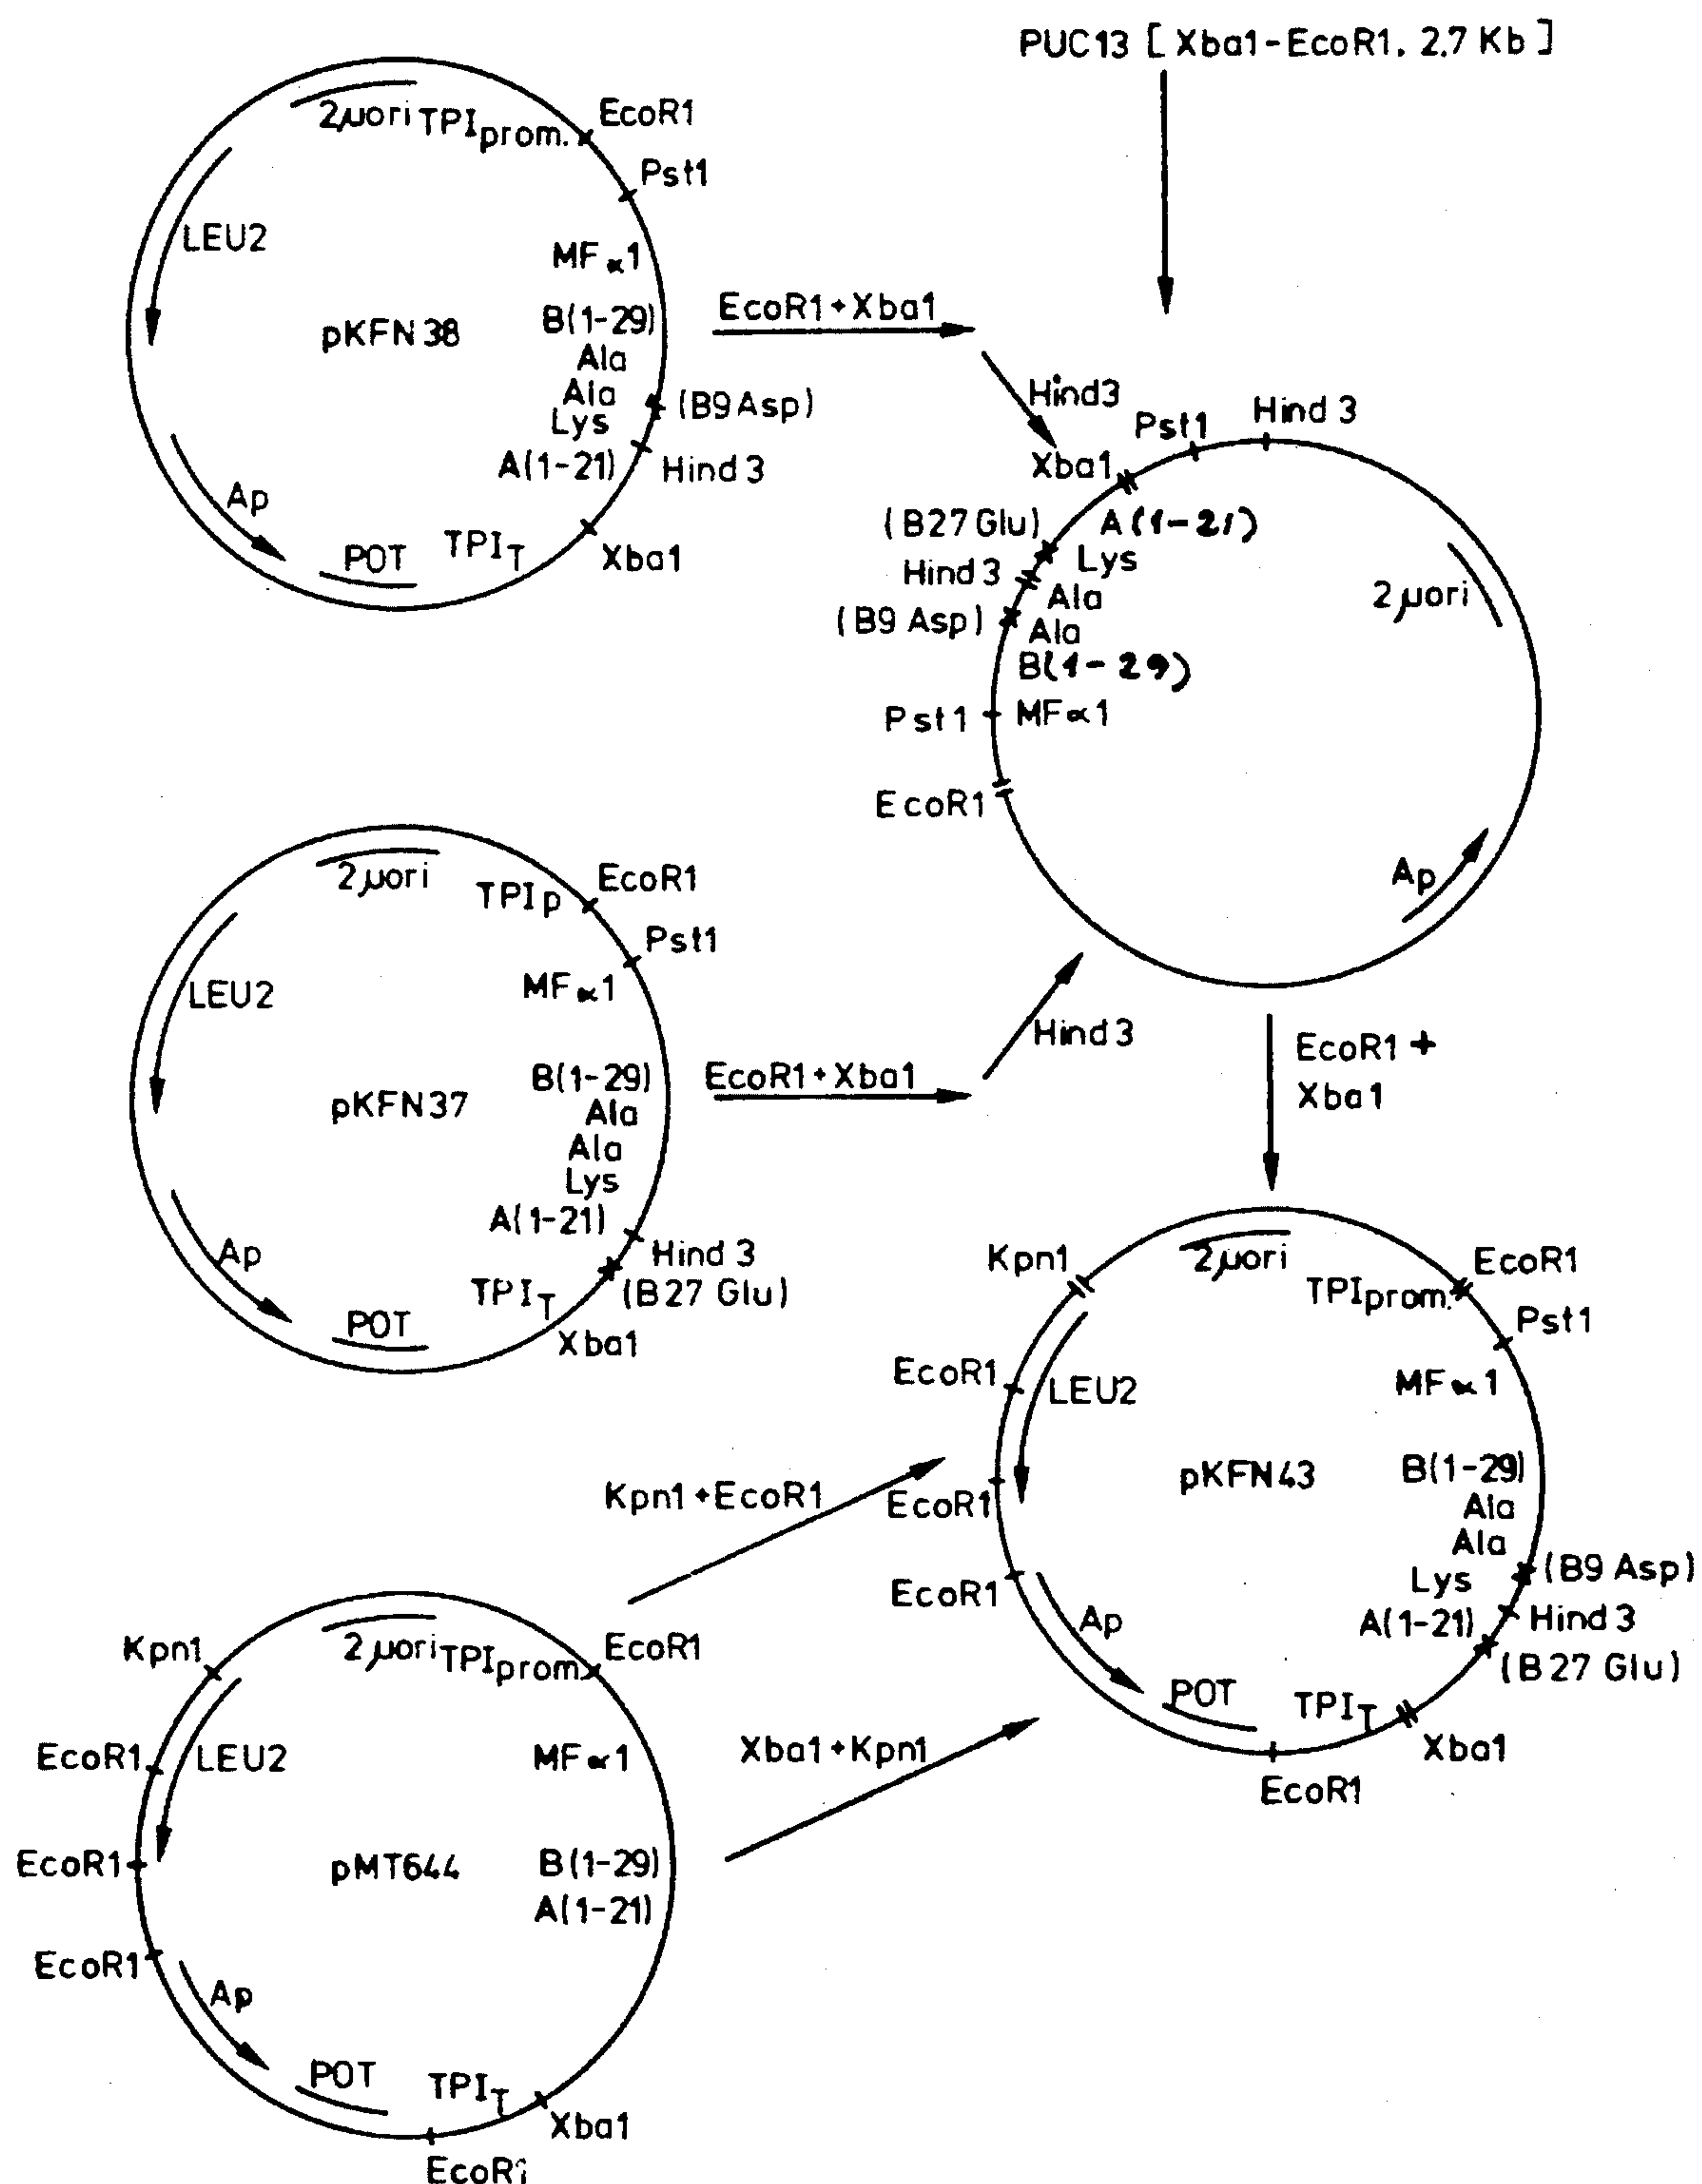 PUC13 [ Xba1-EcoR1. 2,7 Kb ]
2µori
TPIprom.
EcoR1
Pst1
LEU2
MFα1
pKFN38
B(1-29)
Ala
Ala
Lys
(B9 Asp)
A(1-21)
Hind 3
Ap
POT
TPIT
Xba1
EcoR1+Xba1
Hind3
Pst1
Hind 3
Xba1
(B27 Glu)
A(1-21)
Lys
Hind 3
Ala
(B9 Asp)
Ala
B(1-29)
Pst1
MFα1
EcoR1
2µori
Ap
2µori
TPIp
EcoR1
Pst1
LEU2
MFα1
pKFN37
B(1-29)
Ala
Ala
Lys
A(1-21)
Hind 3
(B27 Glu)
Ap
POT
TPIT
Xba1
EcoR1+Xba1
Hind3
EcoR1+
Xba1
Kpn1
2µori
TPIprom.
EcoR1
Pst1
EcoR1
LEU2
MFα1
pKFN43
B(1-29)
EcoR1
Ala
Ala
EcoR1
Lys
(B9 Asp)
A(1-21)
Hind 3
(B27 Glu)
Ap
POT
TPIT
Xba1
EcoR1
Kpn1+EcoR1
Xba1+Kpn1
Kpn1
2µori
TPIprom.
EcoR1
EcoR1
LEU2
MFα1
EcoR1
pMT644
B(1-29)
A(1-21)
EcoR1
Ap
POT
TPIT
Xba1
EcoR1